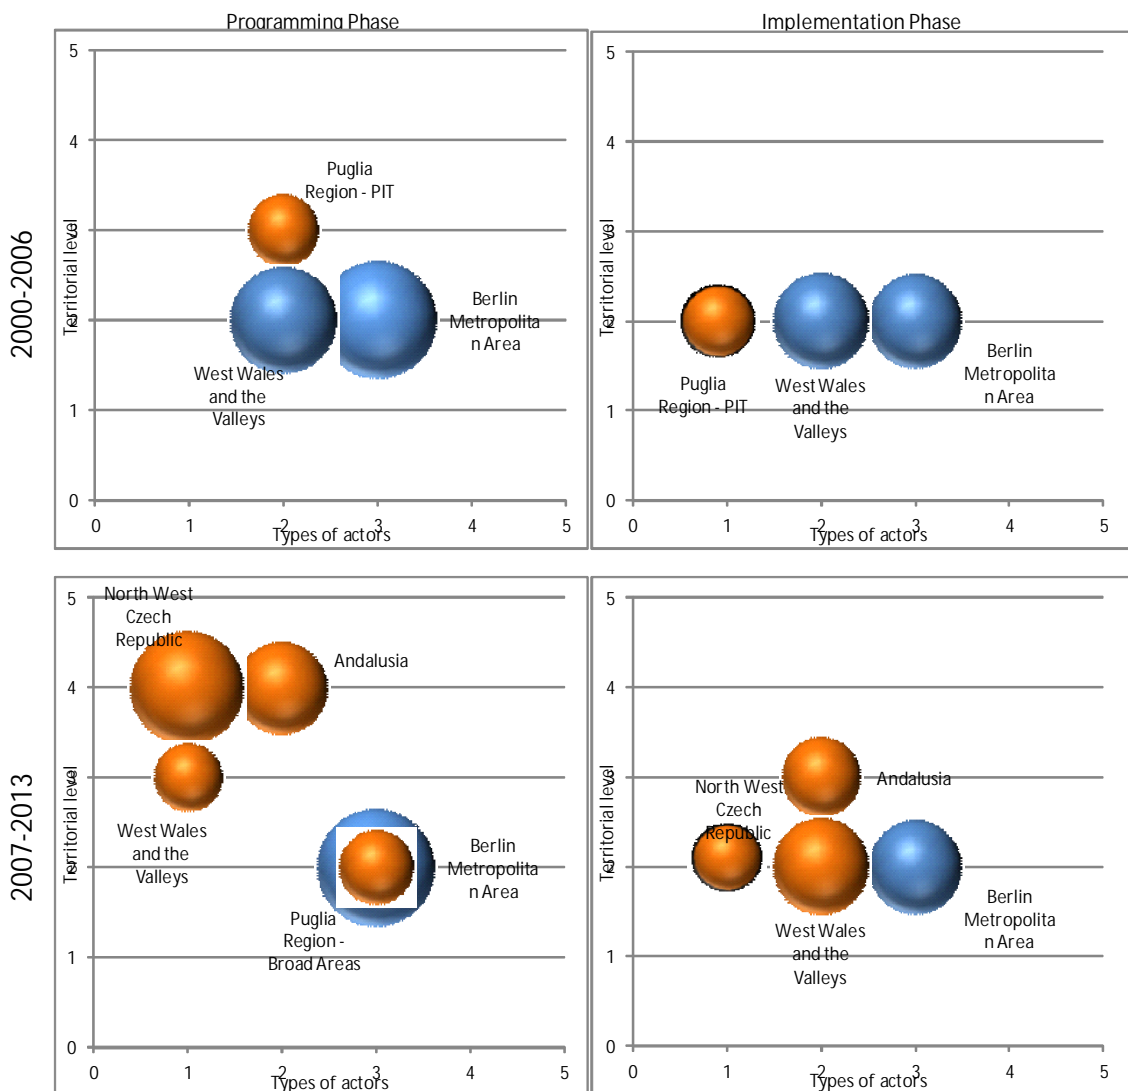 Programming Phase
Implementation Phase
2000-2006
Territorial level
5
4
3
2
1
0
Puglia
Region - PIT
Berlin
Metropolita
n Area
West Wales
and the
Valleys
0
1
2
3
4
5
Types of actors
Territorial level
5
4
3
2
1
0
Puglia
Region - PIT
West Wales
and the
Valleys
Berlin
Metropolita
n Area
0
1
2
3
4
5
Types of actors
2007-2013
Territorial level
5
4
3
2
1
0
North West
Czech
Republic
Andalusia
West Wales
and the
Valleys
Berlin
Metropolita
n Area
Puglia
Region -
Broad Areas
0
1
2
3
4
5
Types of actors
Territorial level
5
4
3
2
1
0
North West
Czech
Republic
Andalusia
West Wales
and the
Valleys
Berlin
Metropolita
n Area
0
1
2
3
4
5
Types of actors